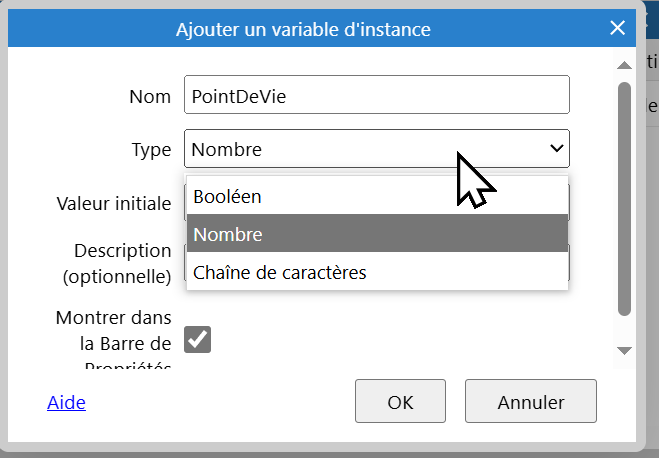 Ajouter un variable d'instance
Nom PointDeVie
Type Nombre
Valeur initiale
Booléen
Nombre
Description
(optionnelle)
Chaîne de caractères
Montrer dans
la Barre de
Propriétés
Aide OK Annuler